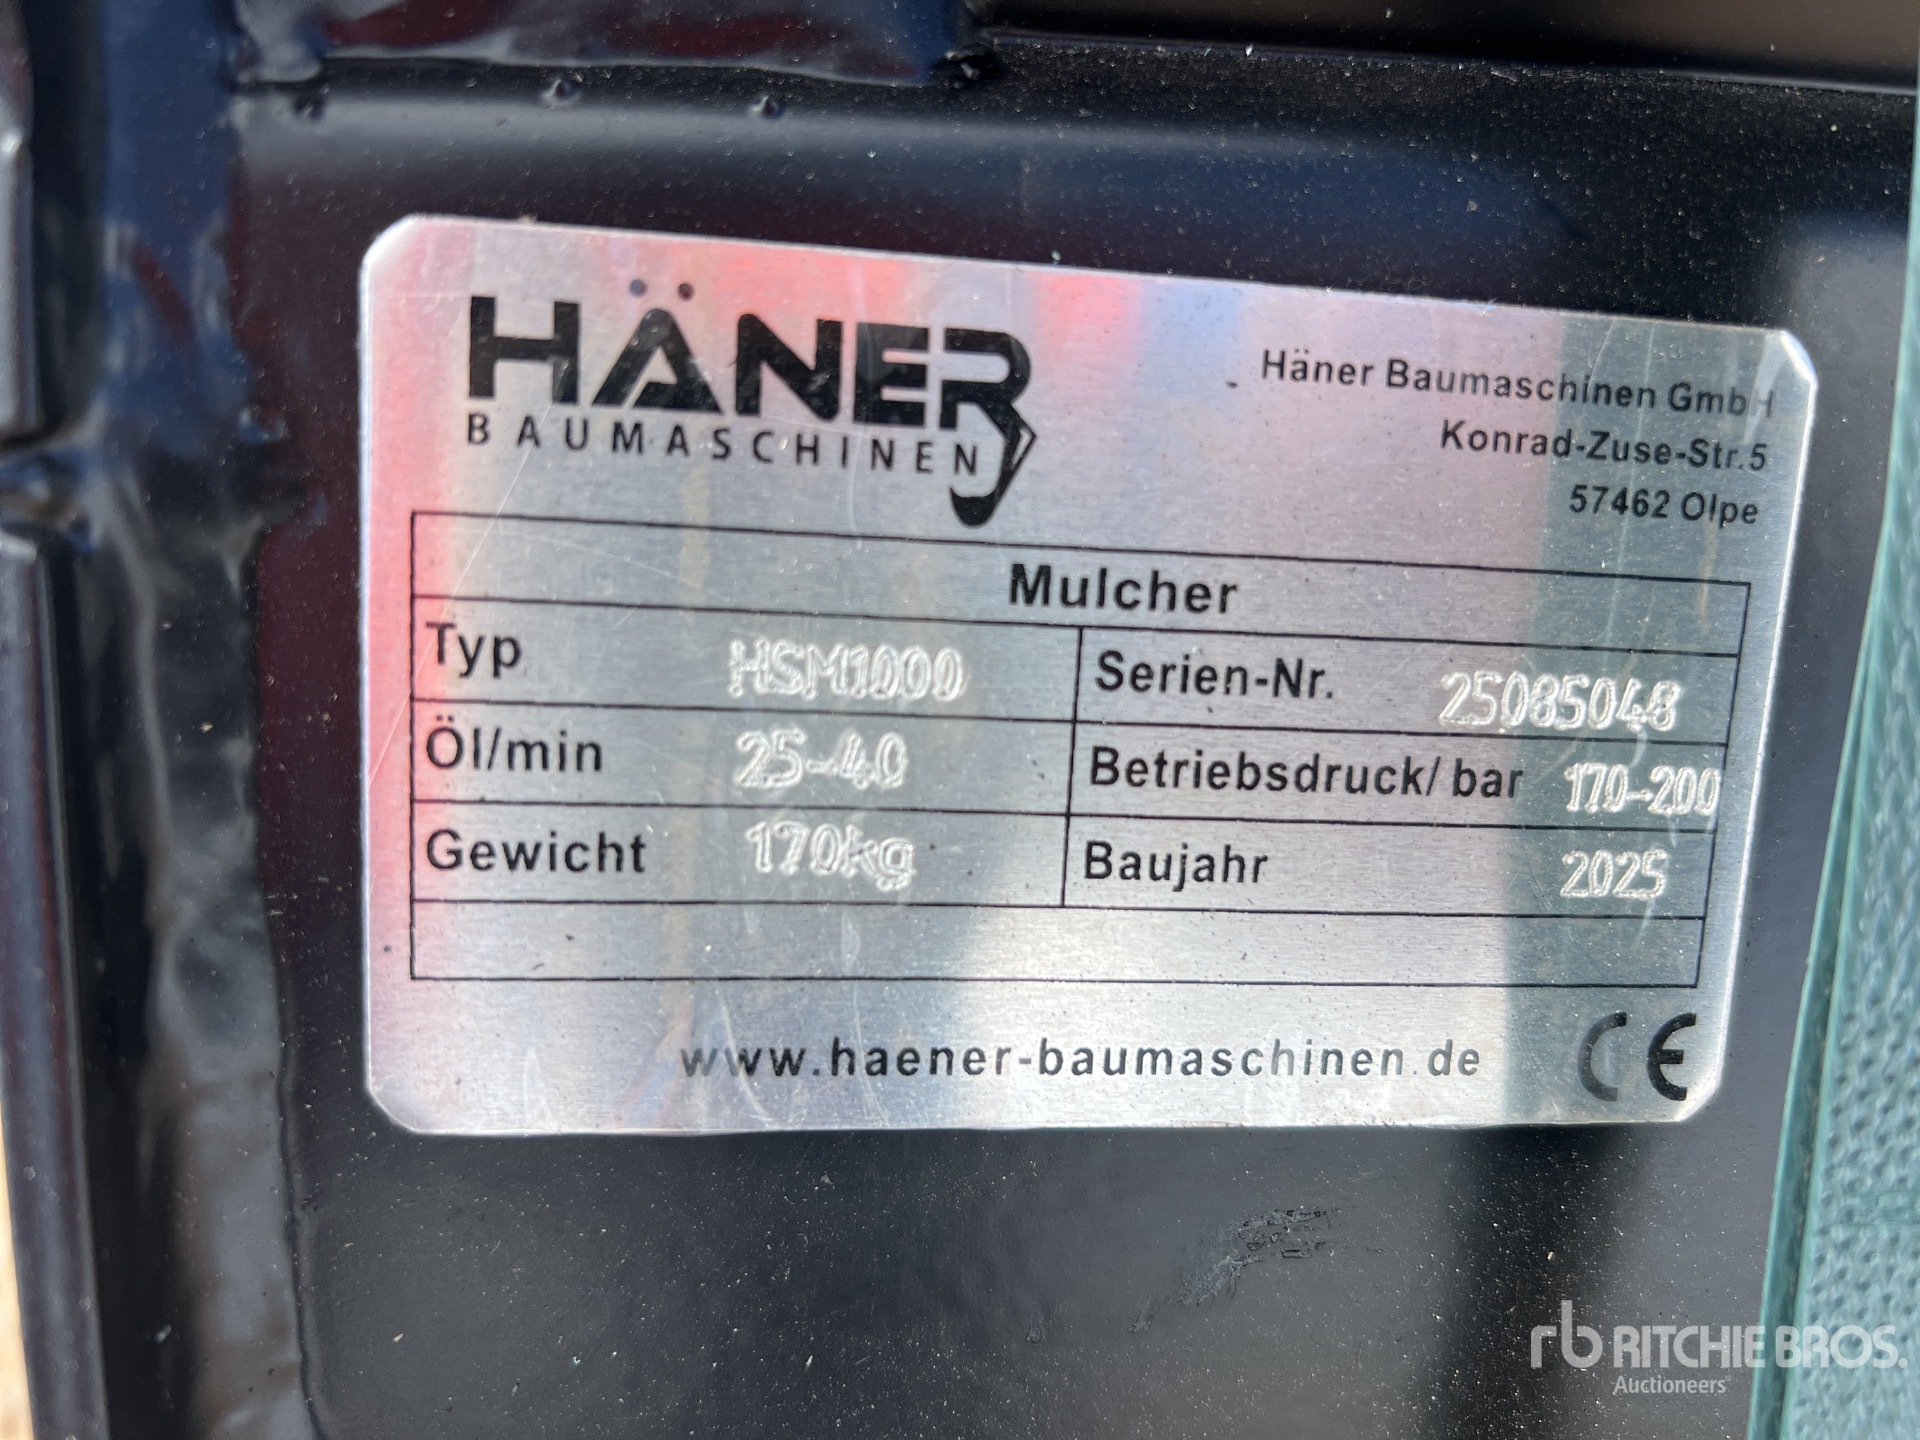 HÄNER
BAUMASCHINEN
Häner Baumaschinen GmbH
Konrad-Zuse-Str.5
57462 Olpe
Mulcher
Typ HSM1000 Serien-Nr. 25085048
Öl/min 25-40 Betriebsdruck/ bar 170-200
Gewicht 170kg Baujahr 2025
www.haener-baumaschinen.de CE
rb RITCHIE BROS.
Auctioneers